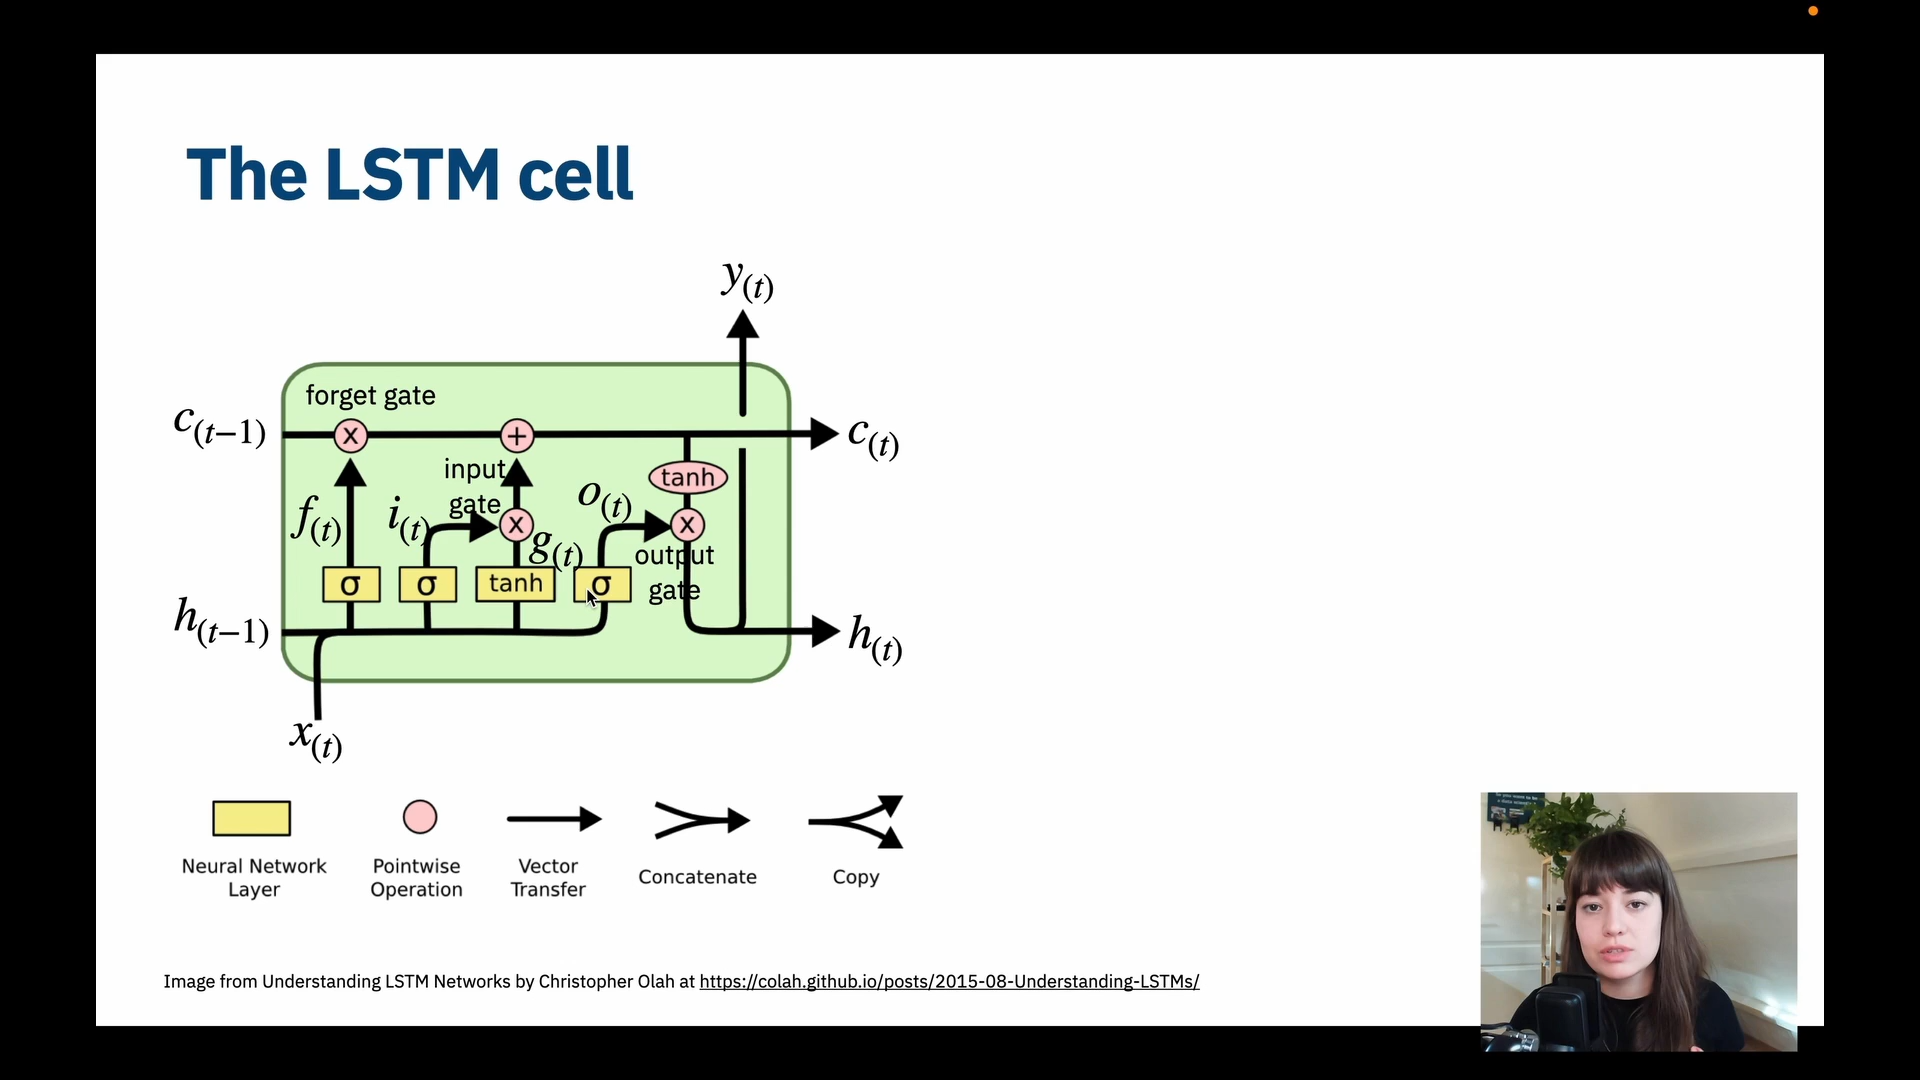 The LSTM cell
y(t)
forget gate
c(t−1)
x
+
c(t)
input
gate
tanh
f(t)
i(t)
x
g(t)
o(t)
x
output
gate
σ
σ
tanh
σ
h(t−1)
h(t)
x(t)
Neural Network
Layer
Pointwise
Operation
Vector
Transfer
Concatenate
Copy
Image from Understanding LSTM Networks by Christopher Olah at https://colah.github.io/posts/2015-08-Understanding-LSTMs/